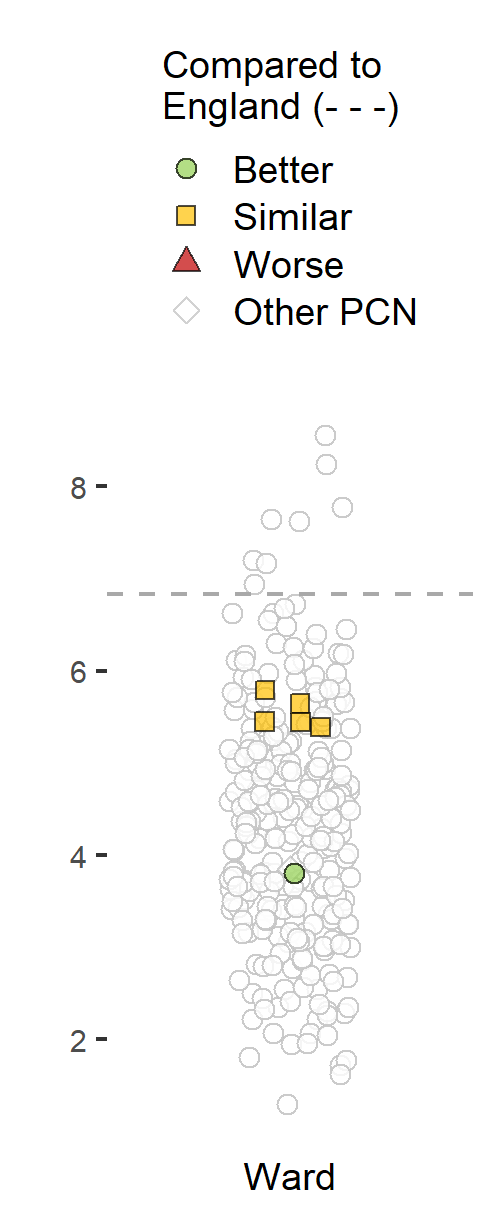 Compared to
England (- - -)
Better
Similar
Worse
Other PCN
8
6
4
2
Ward